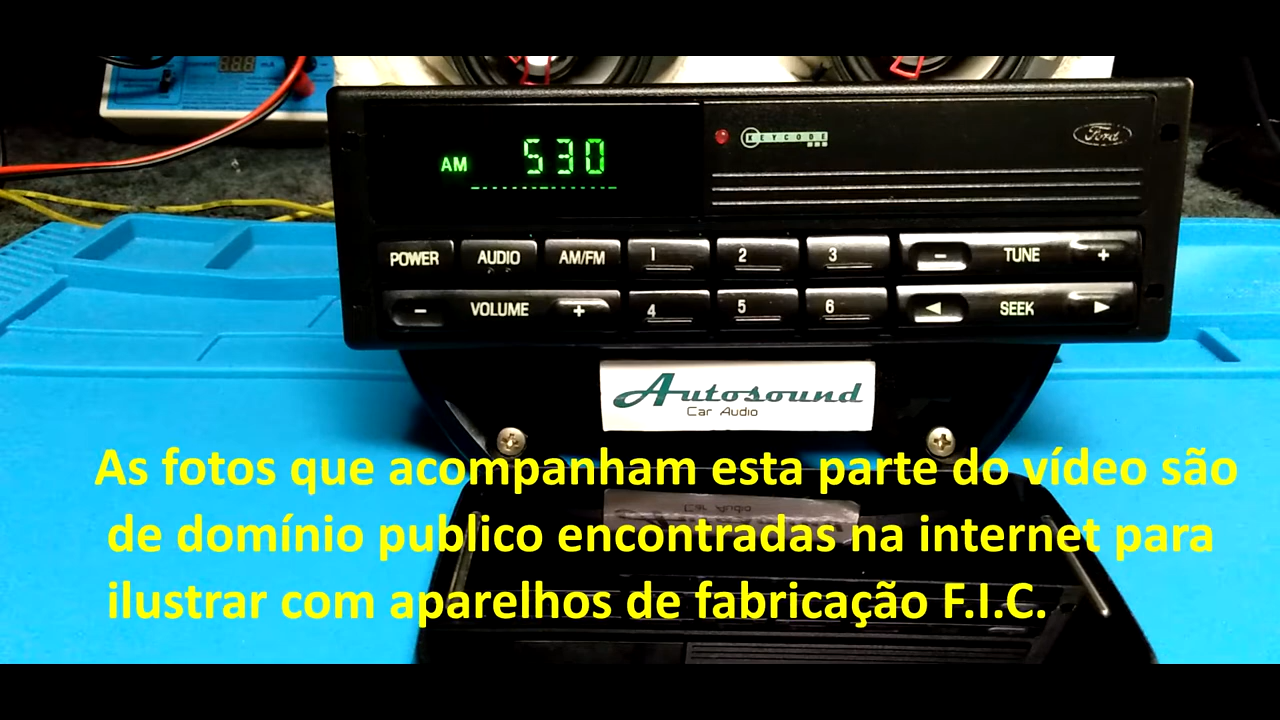 KEYCODE
Ford
AM 530
POWER AUDIO AM/FM 1 2 3 - TUNE +
- VOLUME + 4 5 6 ◀ SEEK ▶
Autosound
Car Audio
As fotos que acompanham esta parte do vídeo são
de domínio publico encontradas na internet para
ilustrar com aparelhos de fabricação F.I.C.